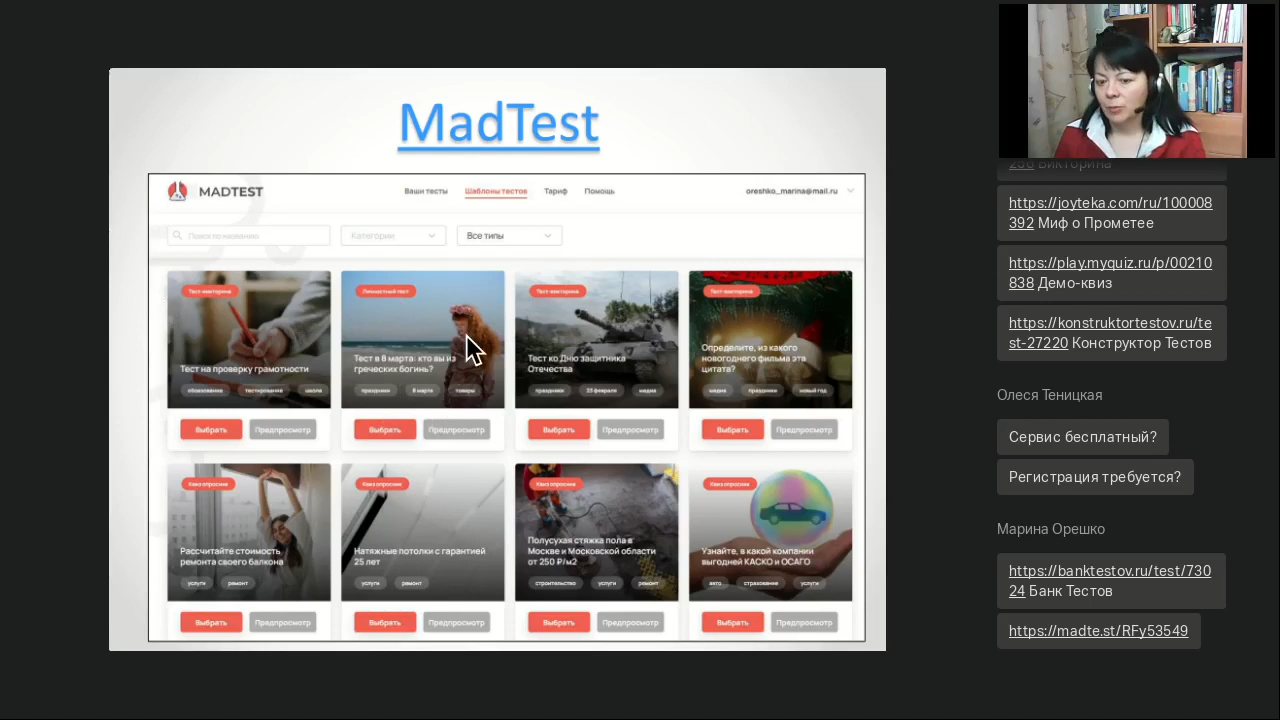 MadTest
MADTEST
Ваши тесты
Шаблоны тестов
Тариф
Помощь
oreshko_marina@mail.ru
Поиск по названию
Категории
Все типы
Тест-викторина
Тест на проверку грамотности
образование тестирование школа
Выбрать Предпросмотр
Личностный тест
Тест в 8 марта: кто вы из
греческих богинь?
праздники 8 марта товары
Выбрать Предпросмотр
Тест-викторина
Тест ко Дню защитника
Отечества
праздники 23 февраля медиа
Выбрать Предпросмотр
Тест-викторина
Определите, из какого
новогоднего фильма эта
цитата?
медиа праздники новый год
Выбрать Предпросмотр
Квиз опросник
Рассчитайте стоимость
ремонта своего балкона
услуги ремонт
Выбрать Предпросмотр
Квиз опросник
Натяжные потолки с гарантией
25 лет
услуги ремонт
Выбрать Предпросмотр
Квиз опросник
Полусухая стяжка пола в
Москве и Московской области
от 250 ₽/м2
строительство услуги ремонт
Выбрать Предпросмотр
Квиз опросник
Узнайте, в какой компании
выгодней КАСКО и ОСАГО
авто страхование услуги
Выбрать Предпросмотр
Викторина
https://joyteka.com/ru/100008
392 Миф о Прометее
https://play.myquiz.ru/p/00210
838 Демо-квиз
https://konstruktortestov.ru/te
st-27220 Конструктор Тестов
Олеся Теницкая
Сервис бесплатный?
Регистрация требуется?
Марина Орешко
https://banktestov.ru/test/730
24 Банк Тестов
https://madte.st/RFy53549